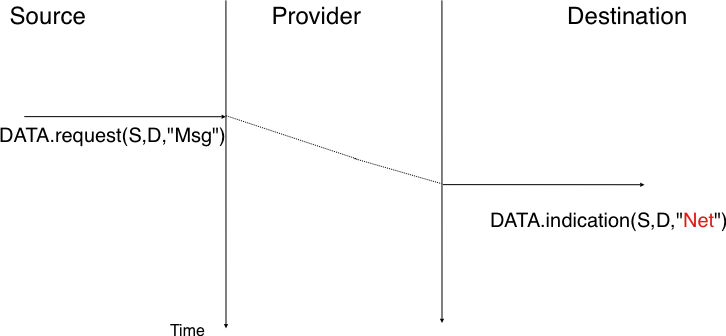 Source Provider Destination
DATA.request(S,D,"Msg")
DATA.indication(S,D,"Net")
Time